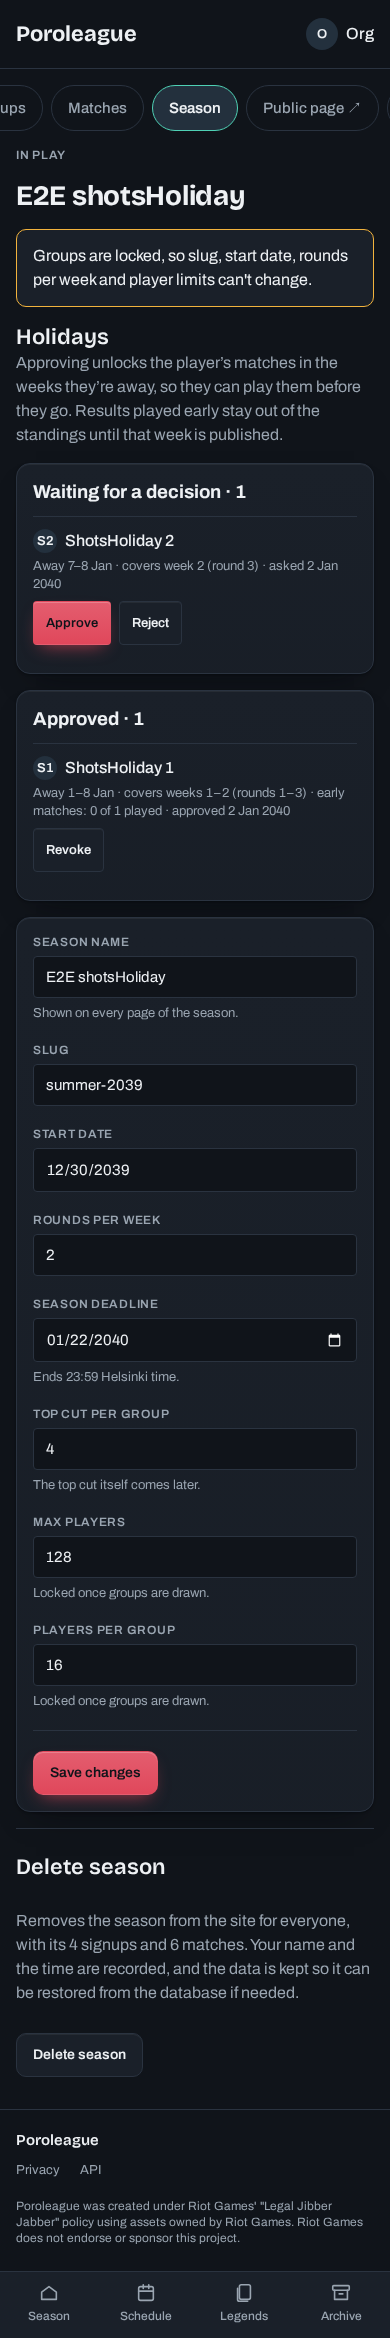 Poroleague
O Org
ups Matches Season Public page ↗
IN PLAY
E2E shotsHoliday
Groups are locked, so slug, start date, rounds
per week and player limits can't change.
Holidays
Approving unlocks the player's matches in the
weeks they're away, so they can play them before
they go. Results played early stay out of the
standings until that week is published.
Waiting for a decision · 1
S2 ShotsHoliday 2
Away 7–8 Jan · covers week 2 (round 3) · asked 2 Jan
2040
Approve Reject
Approved · 1
S1 ShotsHoliday 1
Away 1–8 Jan · covers weeks 1–2 (rounds 1–3) · early
matches: 0 of 1 played · approved 2 Jan 2040
Revoke
SEASON NAME
E2E shotsHoliday
Shown on every page of the season.
SLUG
summer-2039
START DATE
12/30/2039
ROUNDS PER WEEK
2
SEASON DEADLINE
01/22/2040
Ends 23:59 Helsinki time.
TOP CUT PER GROUP
4
The top cut itself comes later.
MAX PLAYERS
128
Locked once groups are drawn.
PLAYERS PER GROUP
16
Locked once groups are drawn.
Save changes
Delete season
Removes the season from the site for everyone,
with its 4 signups and 6 matches. Your name and
the time are recorded, and the data is kept so it can
be restored from the database if needed.
Delete season
Poroleague
Privacy API
Poroleague was created under Riot Games' "Legal Jibber
Jabber" policy using assets owned by Riot Games. Riot Games
does not endorse or sponsor this project.
Season Schedule Legends Archive